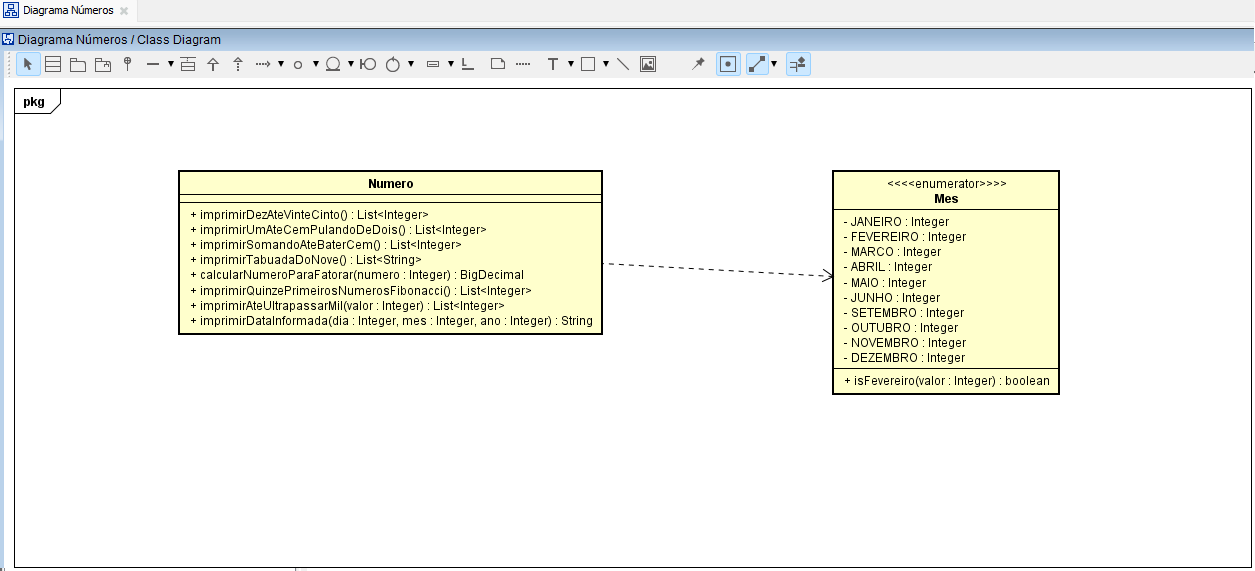 Diagrama Números
Diagrama Números / Class Diagram
T
pkg
Numero
+ imprimirDezAteVinteCinto() : List<Integer>
+ imprimirUmAteCemPulandoDeDois() : List<Integer>
+ imprimirSomandoAteBaterCem() : List<Integer>
+ imprimirTabuadaDoNove() : List<String>
+ calcularNumeroParaFatorar(numero : Integer) : BigDecimal
+ imprimirQuinzePrimeirosNumerosFibonacci() : List<Integer>
+ imprimirAteUltrapassarMil(valor : Integer) : List<Integer>
+ imprimirDataInformada(dia : Integer, mes : Integer, ano : Integer) : String
<<<<enumerator>>>>
Mes
- JANEIRO : Integer
- FEVEREIRO : Integer
- MARCO : Integer
- ABRIL : Integer
- MAIO : Integer
- JUNHO : Integer
- SETEMBRO : Integer
- OUTUBRO : Integer
- NOVEMBRO : Integer
- DEZEMBRO : Integer
+ isFevereiro(valor : Integer) : boolean